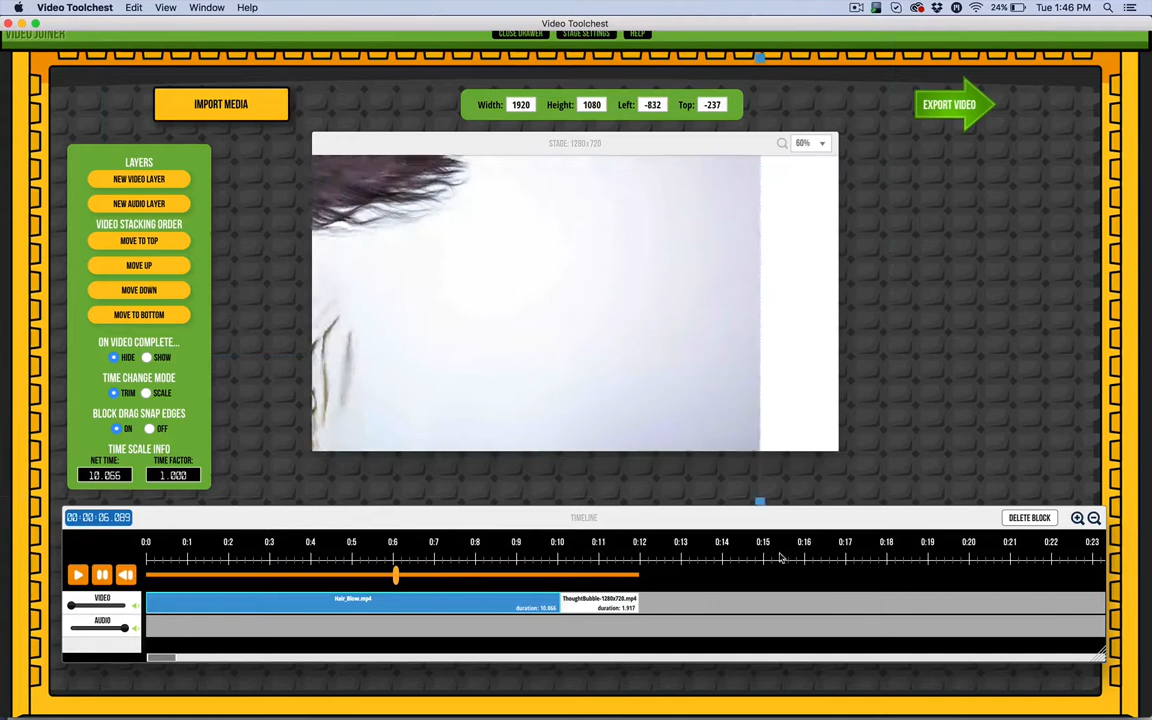 Video Toolchest Edit View Window Help 24% Tue 1:46 PM
Video Toolchest
VIDEO JOINER CLOSE DRAWER STAGE SETTINGS HELP
IMPORT MEDIA Width: 1920 Height: 1080 Left: -832 Top: -237 EXPORT VIDEO
STAGE: 1280x720 60%
LAYERS
NEW VIDEO LAYER
NEW AUDIO LAYER
VIDEO STACKING ORDER
MOVE TO TOP
MOVE UP
MOVE DOWN
MOVE TO BOTTOM
ON VIDEO COMPLETE...
HIDE SHOW
TIME CHANGE MODE
TRIM SCALE
BLOCK DRAG SNAP EDGES
ON OFF
TIME SCALE INFO
NET TIME: TIME FACTOR:
10.066 1.000
00:00:06.089 TIMELINE DELETE BLOCK
0:0 0:1 0:2 0:3 0:4 0:5 0:6 0:7 0:8 0:9 0:10 0:11 0:12 0:13 0:14 0:15 0:16 0:17 0:18 0:19 0:20 0:21 0:22 0:23
VIDEO Hair_Blow.mp4 ThoughtBubble-1280x720.mp4
duration: 10.066 duration: 1.917
AUDIO